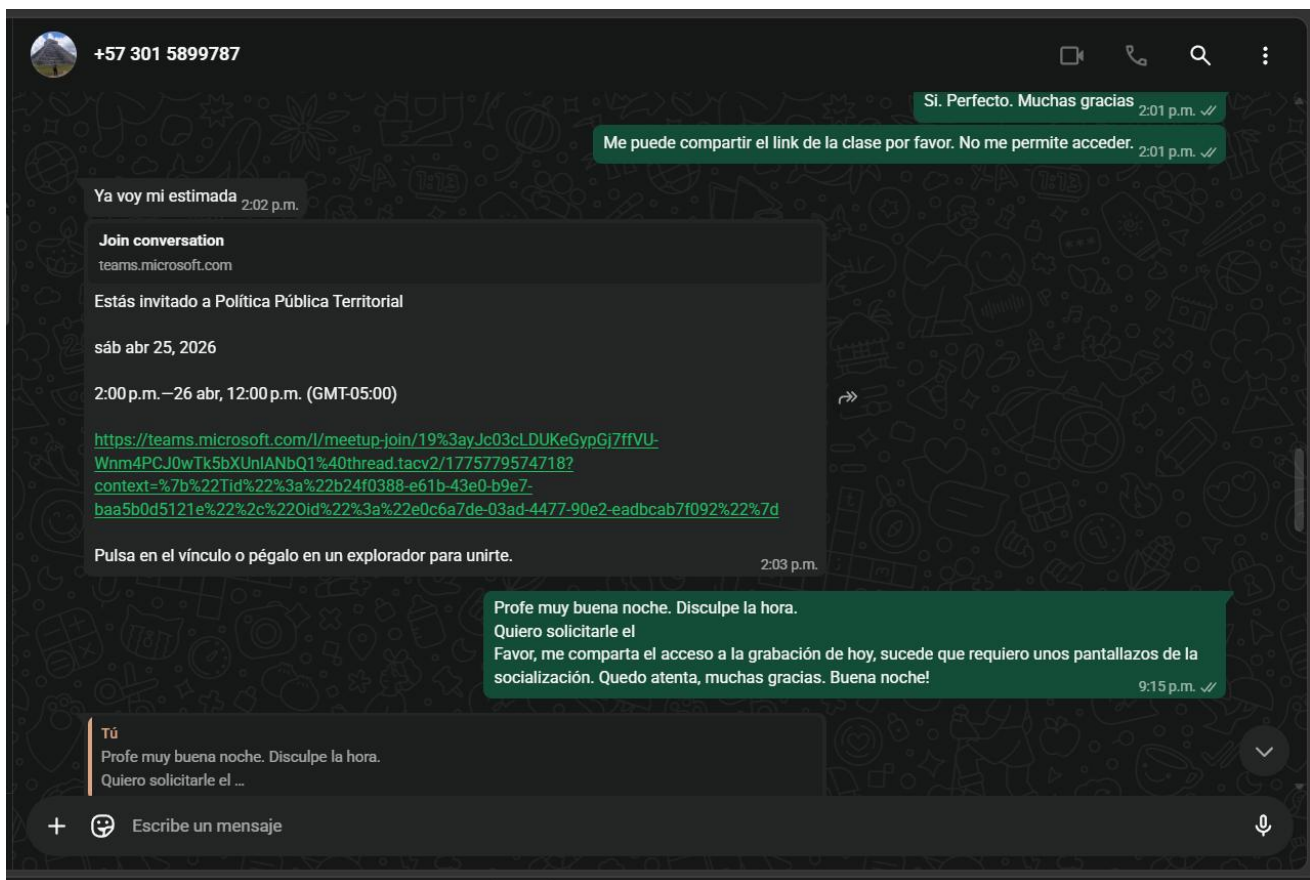 +57 301 5899787
Si. Perfecto. Muchas gracias 2:01 p.m.
Me puede compartir el link de la clase por favor. No me permite acceder. 2:01 p.m.
Ya voy mi estimada 2:02 p.m.
Join conversation
teams.microsoft.com
Estás invitado a Política Pública Territorial
sáb abr 25, 2026
2:00 p.m.—26 abr, 12:00 p.m. (GMT-05:00)
https://teams.microsoft.com/l/meetup-join/19%3ayJc03cLDUKeGypGj7ffVU-
Wnm4PCJ0wTk5bXUnIANbQ1%40thread.tacv2/1775779574718?
context=%7b%22Tid%22%3a%22b24f0388-e61b-43e0-b9e7-
baa5b0d5121e%22%2c%22Oid%22%3a%22e0c6a7de-03ad-4477-90e2-eadbcab7f092%22%7d
Pulsa en el vínculo o pégalo en un explorador para unirte.
2:03 p.m.
Profe muy buena noche. Disculpe la hora.
Quiero solicitarle el
Favor, me comparta el acceso a la grabación de hoy, sucede que requiero unos pantallazos de la
socialización. Quedo atenta, muchas gracias. Buena noche!
9:15 p.m.
Tú
Profe muy buena noche. Disculpe la hora.
Quiero solicitarle el ...
Escribe un mensaje